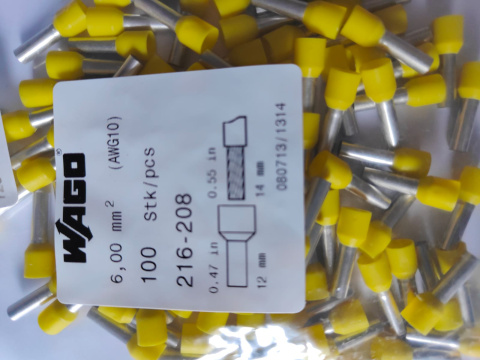 WAGO®
6,00 mm² (AWG10)
100 Stk/pcs
216-208
0.47 in 0.55 in
12 mm 14 mm
080713/1314